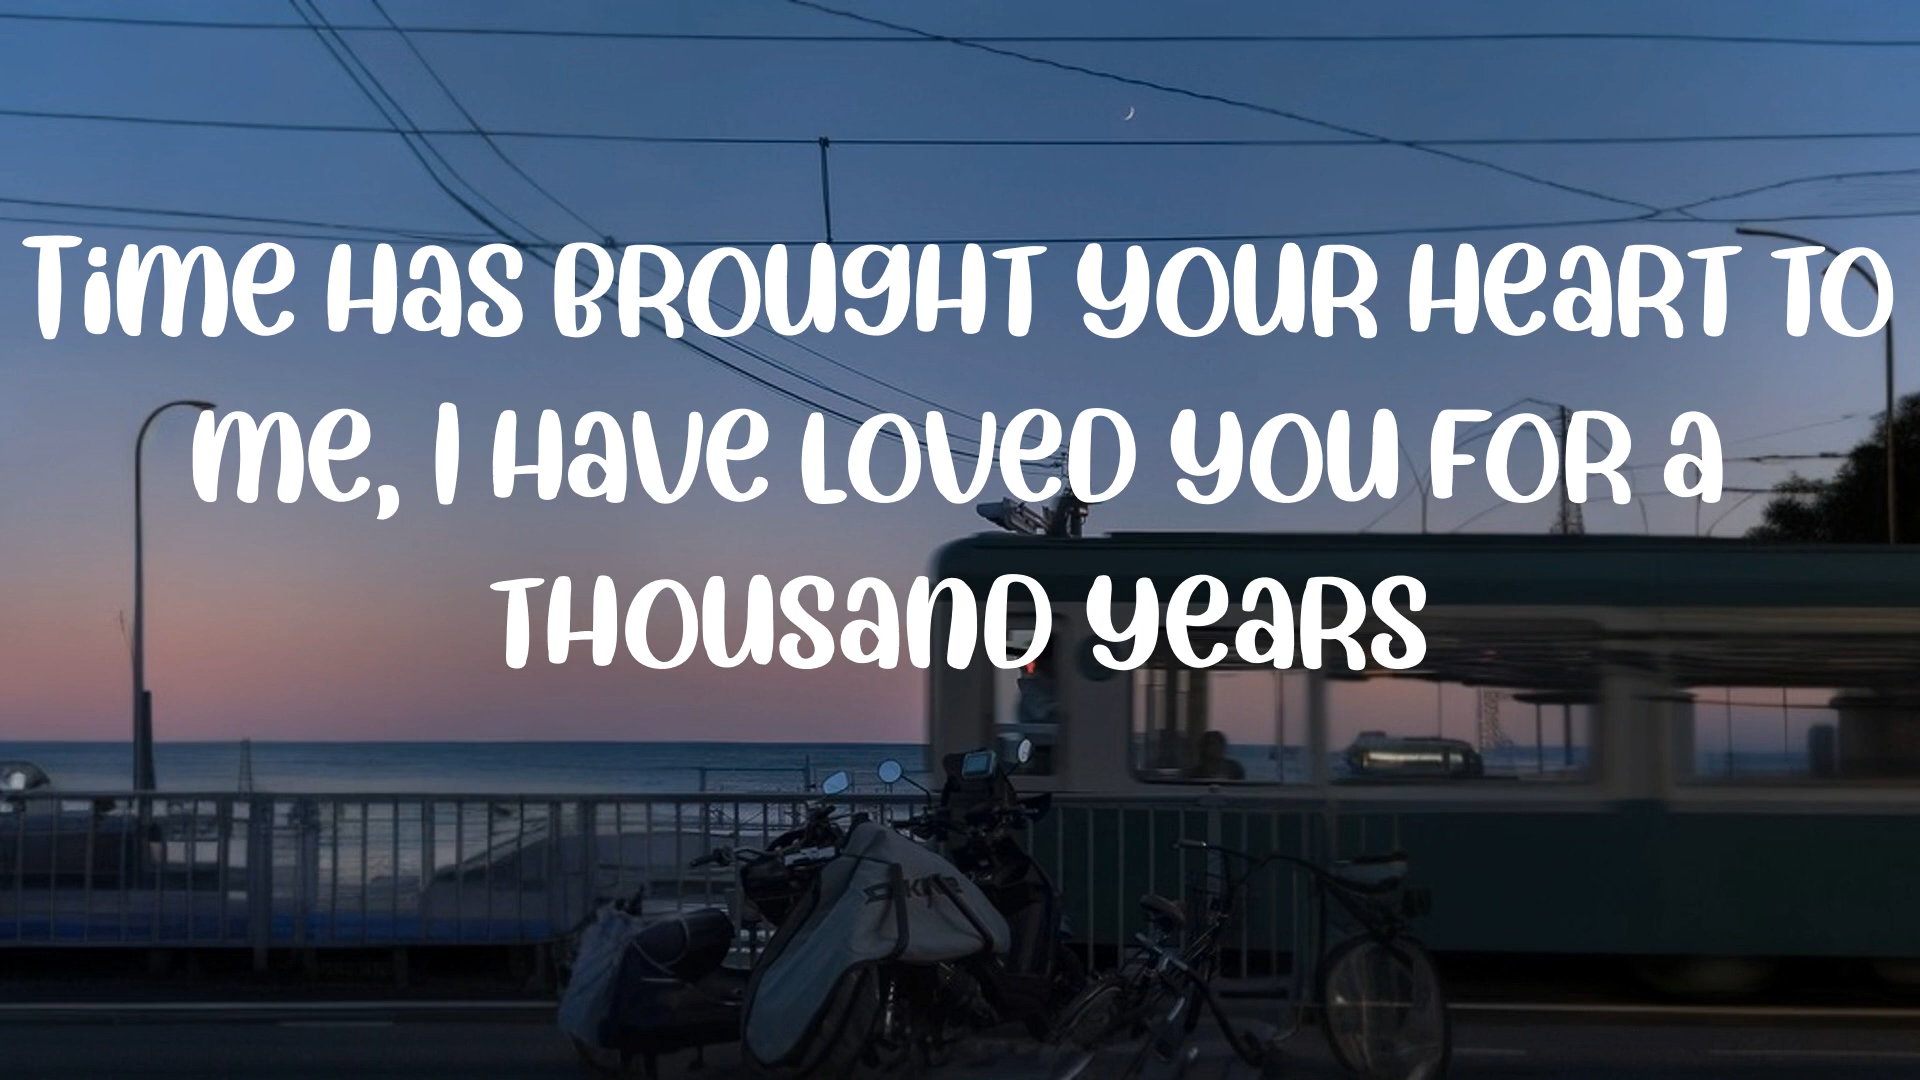 Time has brought your heart to
me, I have loved you for a
thousand years